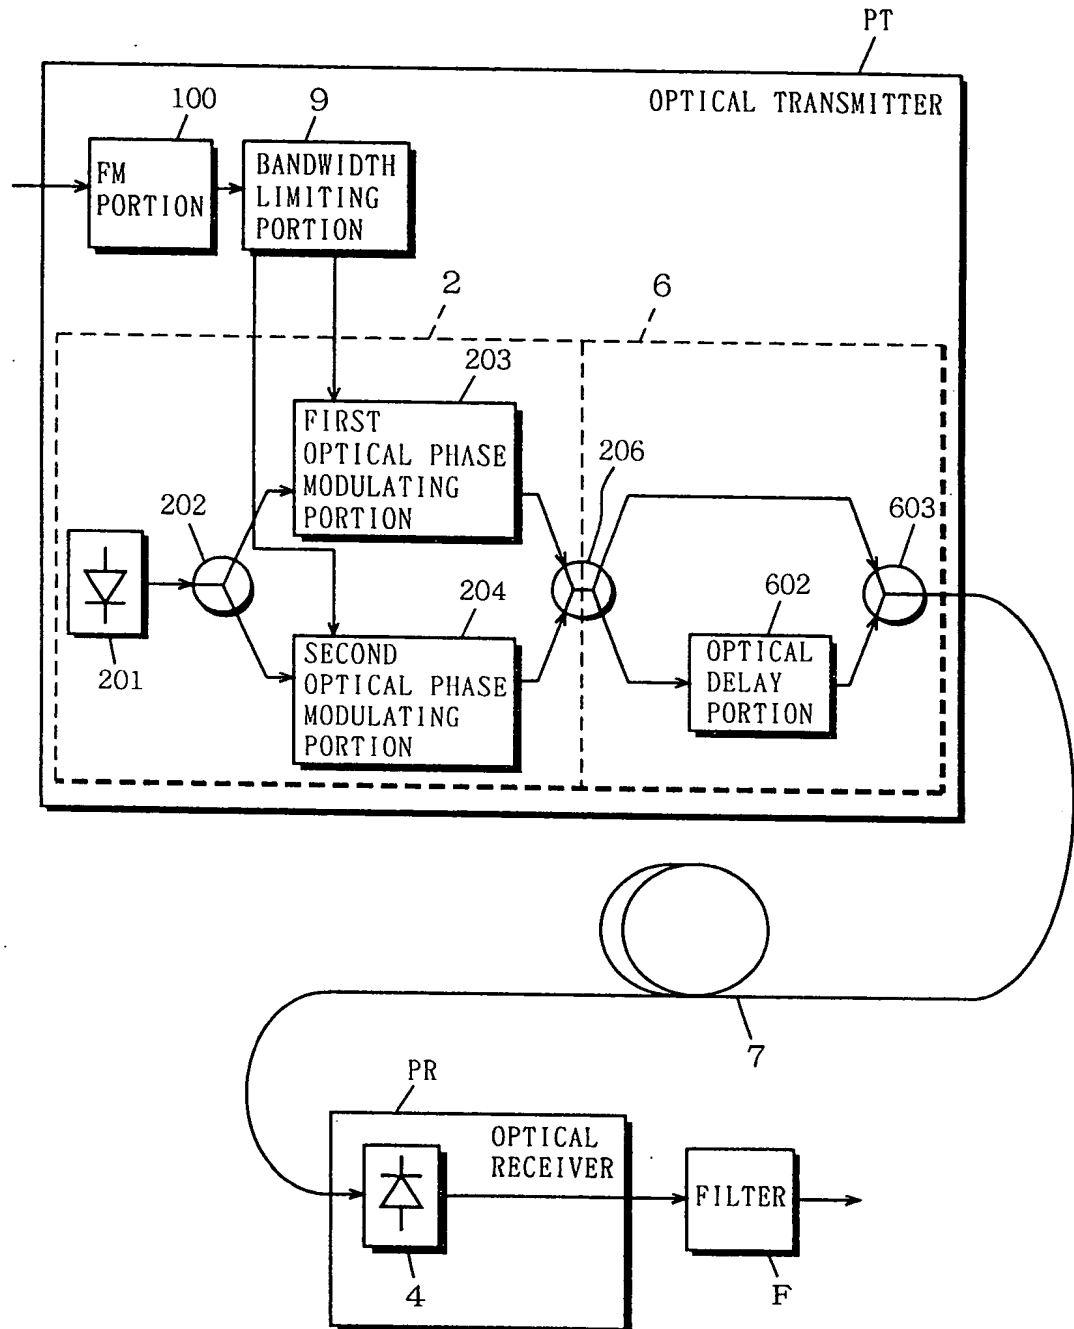 PT
OPTICAL TRANSMITTER
100
9
FM
PORTION
BANDWIDTH
LIMITING
PORTION
2
6
203
FIRST
OPTICAL PHASE
MODULATING
PORTION
206
202
603
201
204
SECOND
OPTICAL PHASE
MODULATING
PORTION
602
OPTICAL
DELAY
PORTION
7
PR
OPTICAL
RECEIVER
4
FILTER
F